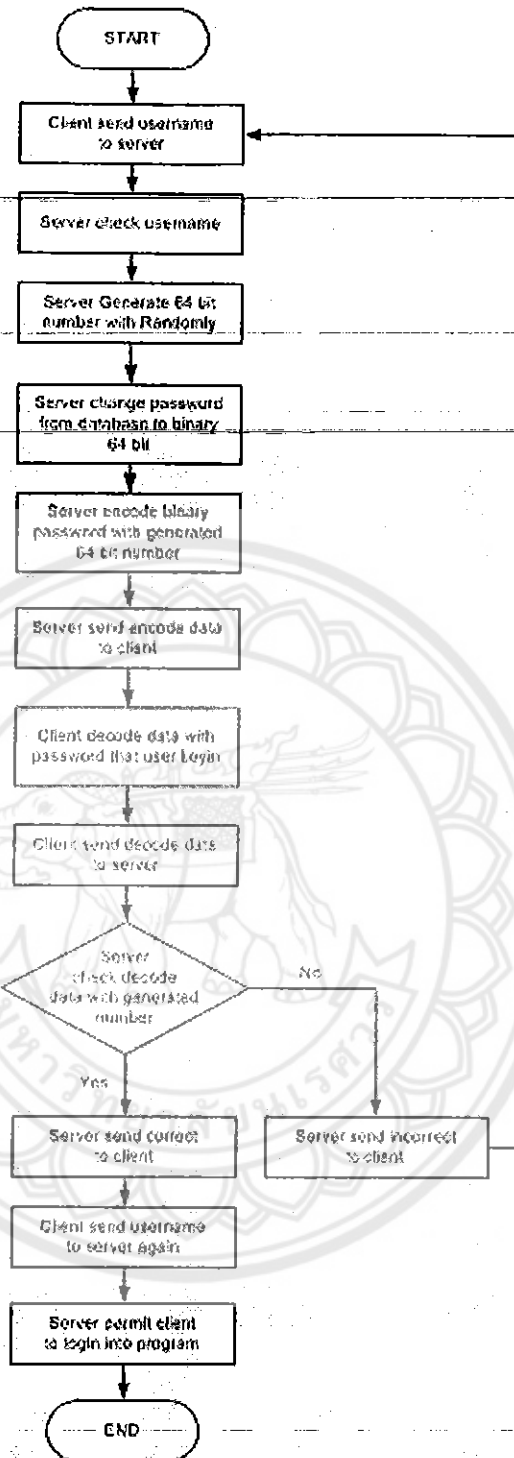 START
Client send username
to server
Server check username
Server Generate 64 bit
number with Randomly
Server change password
from database to binary
64 bit
Server encode binary
password with generated
64 bit number
Server send encode data
to client
Client decode data with
password that user Login
Client send decode data
to server
Server
check decode
data with generated
number
No
Yes
Server send correct
to client
Server send incorrect
to client
Client send username
to server again
Server permit client
to login into program
END